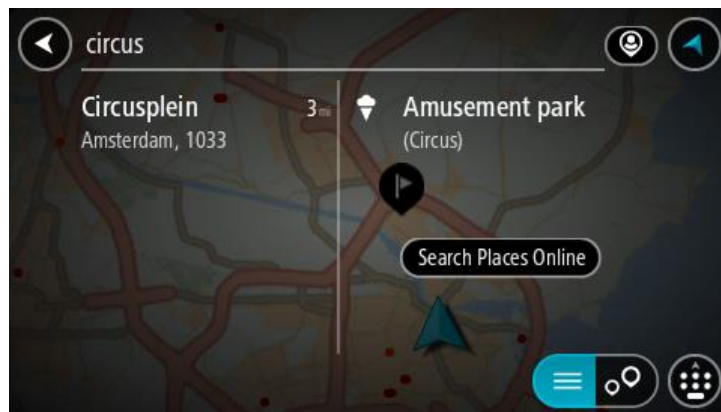 circus
Circusplein 3 mi
Amsterdam, 1033
Amusement park
(Circus)
Search Places Online